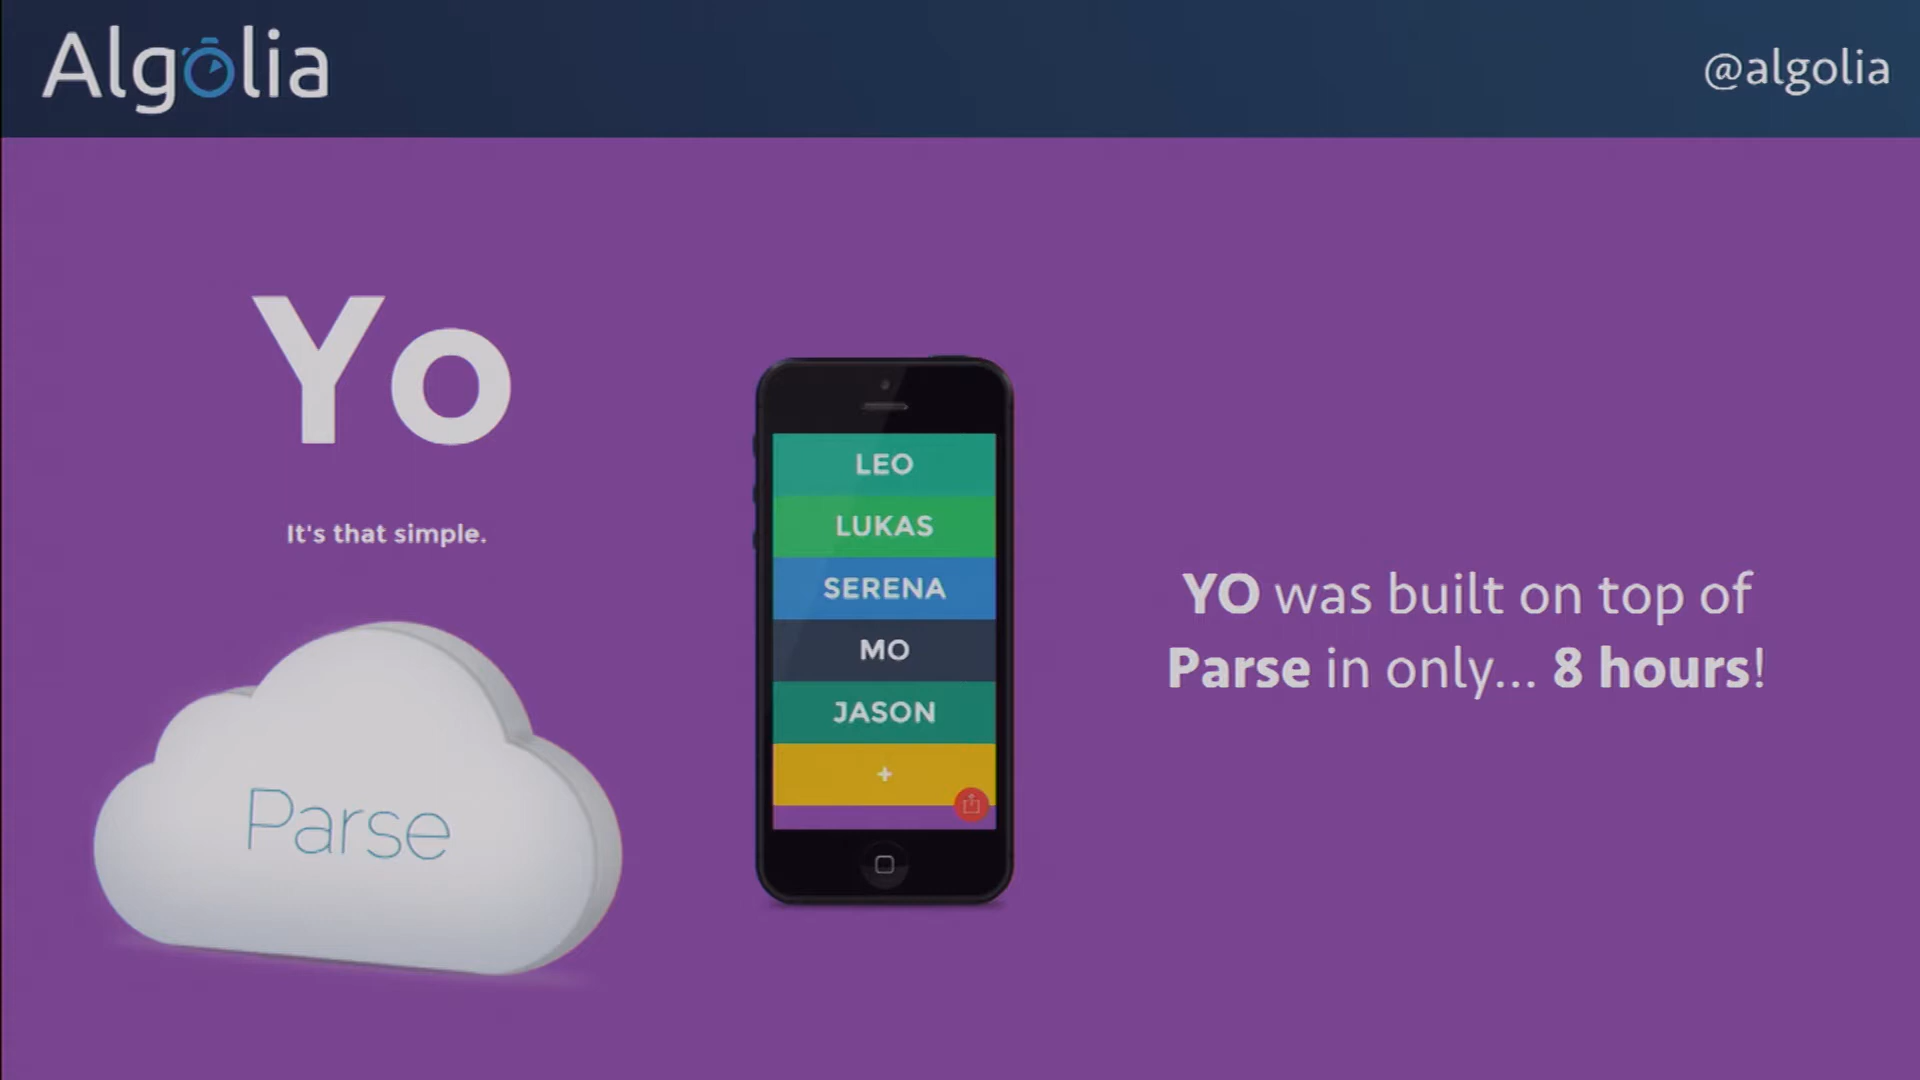 Algolia
@algolia
Yo
It's that simple.
Parse
LEO
LUKAS
SERENA
MO
JASON
+
YO was built on top of
Parse in only... 8 hours!